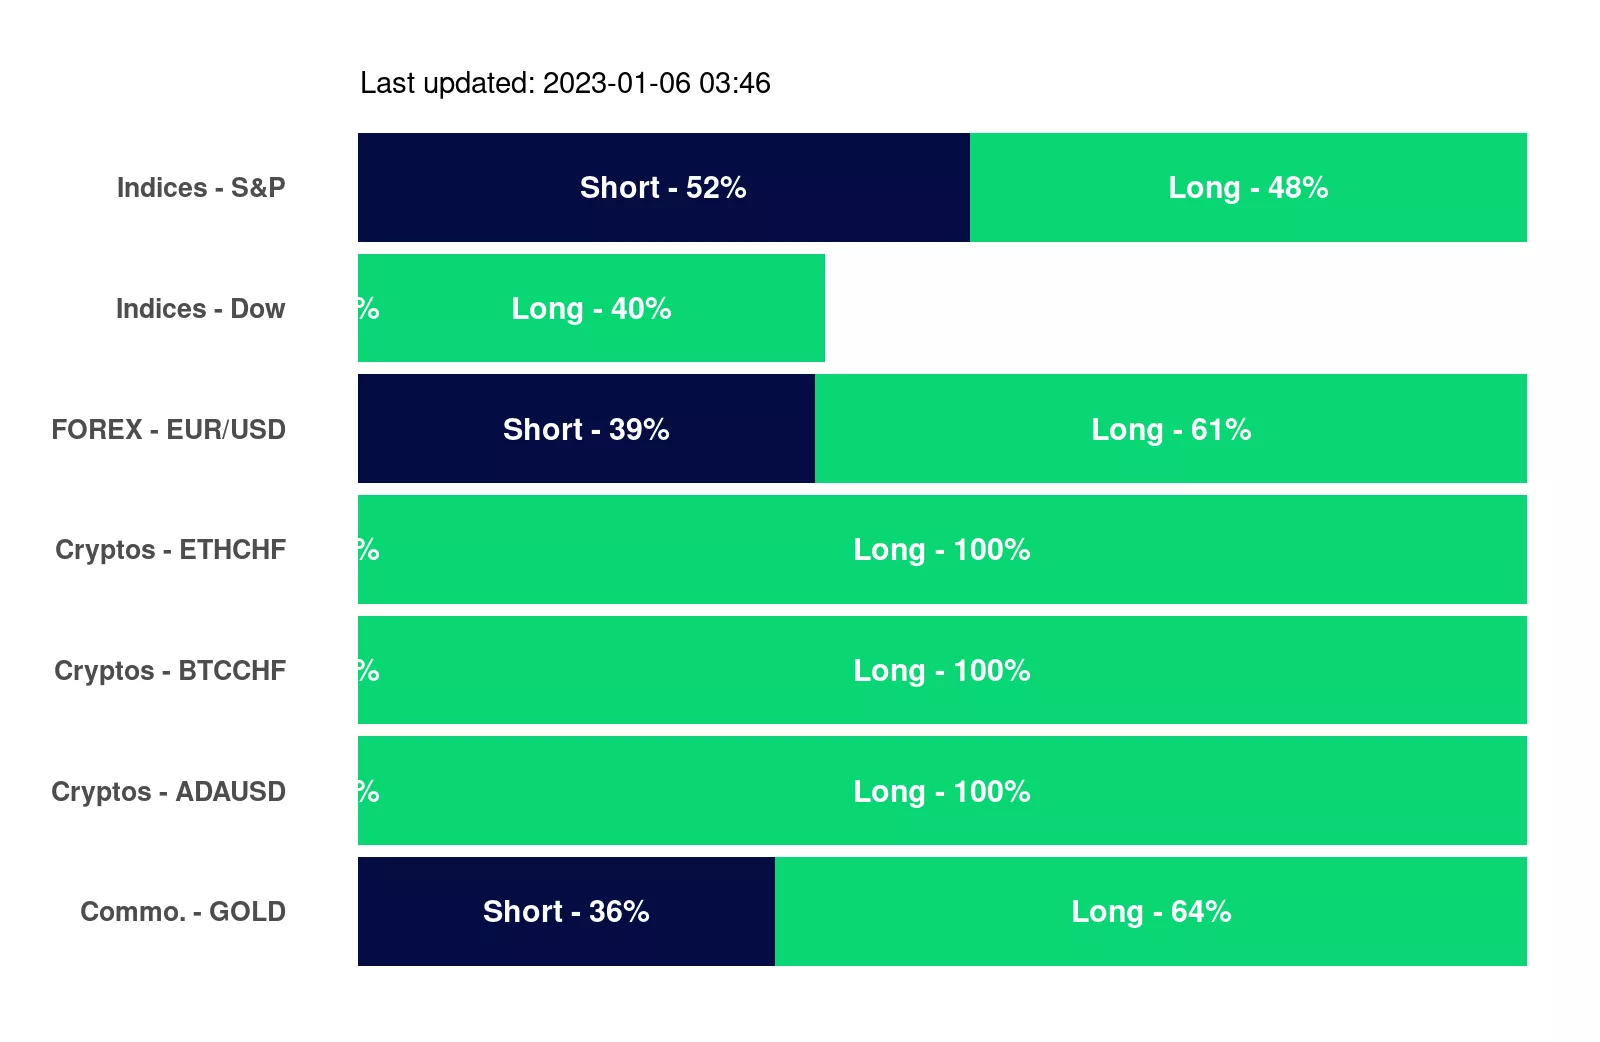 Last updated: 2023-01-06 03:46
Indices - S&P Short - 52% Long - 48%
Indices - Dow % Long - 40%
FOREX - EUR/USD Short - 39% Long - 61%
Cryptos - ETHCHF % Long - 100%
Cryptos - BTCCHF % Long - 100%
Cryptos - ADAUSD % Long - 100%
Commo. - GOLD Short - 36% Long - 64%